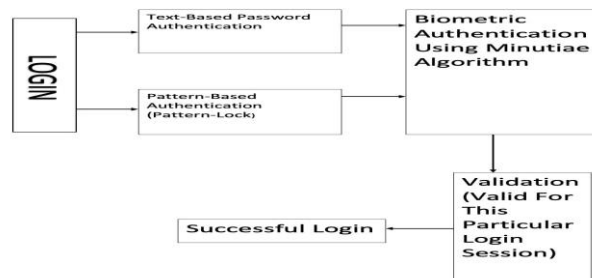 LOGIN
Text-Based Password
Authentication
Pattern-Based
Authentication
(Pattern-Lock)
Biometric
Authentication
Using Minutiae
Algorithm
Validation
(Valid For
This
Particular
Login
Session)
Successful Login